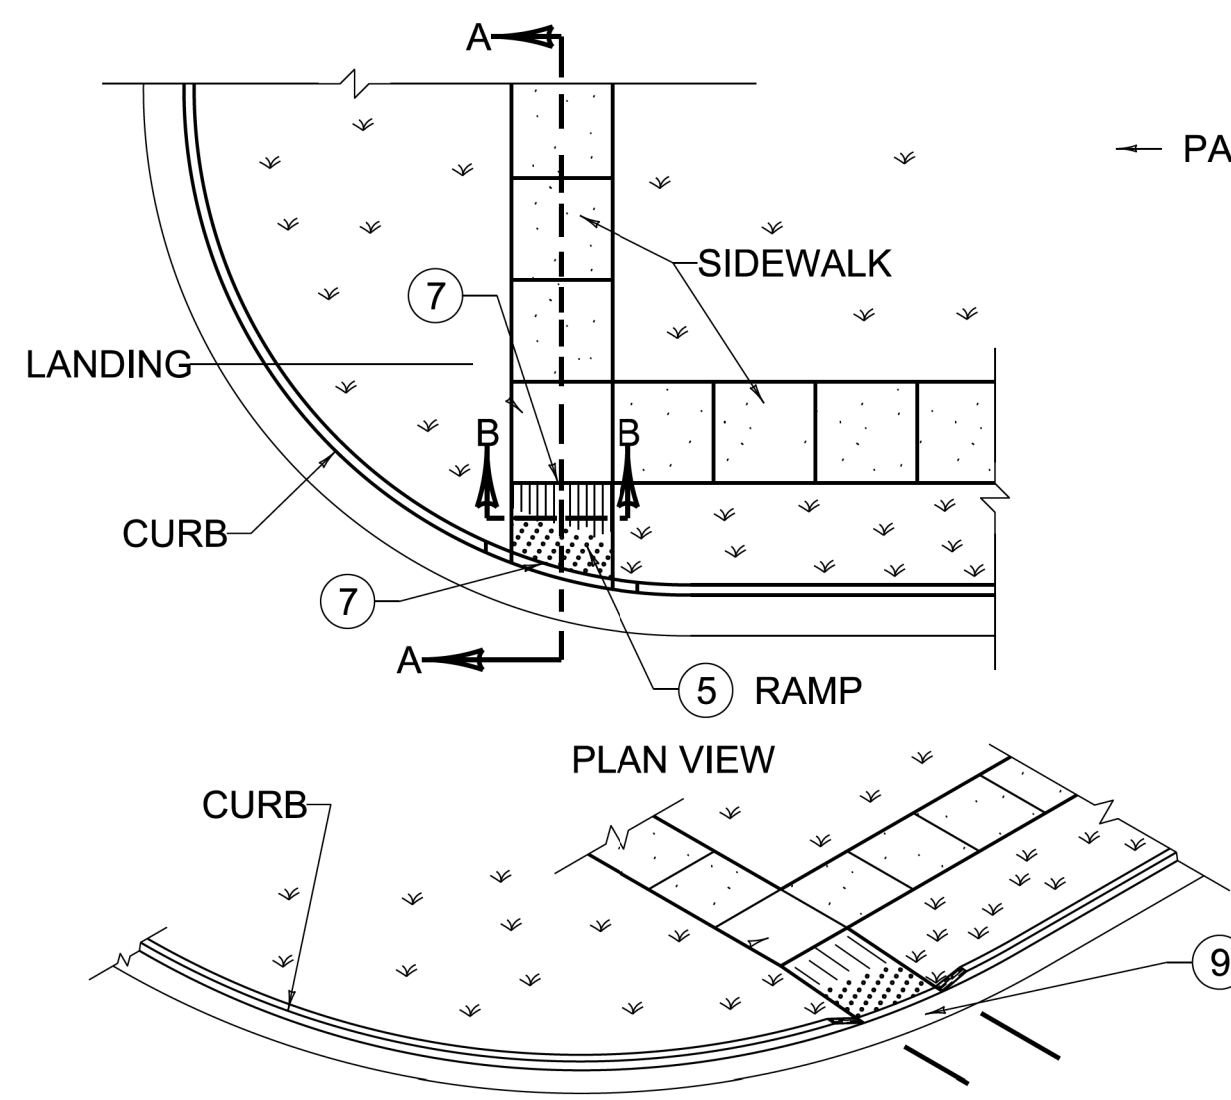 A
PA
SIDEWALK
7
LANDING
B B
CURB
7
A
5 RAMP
PLAN VIEW
CURB
9